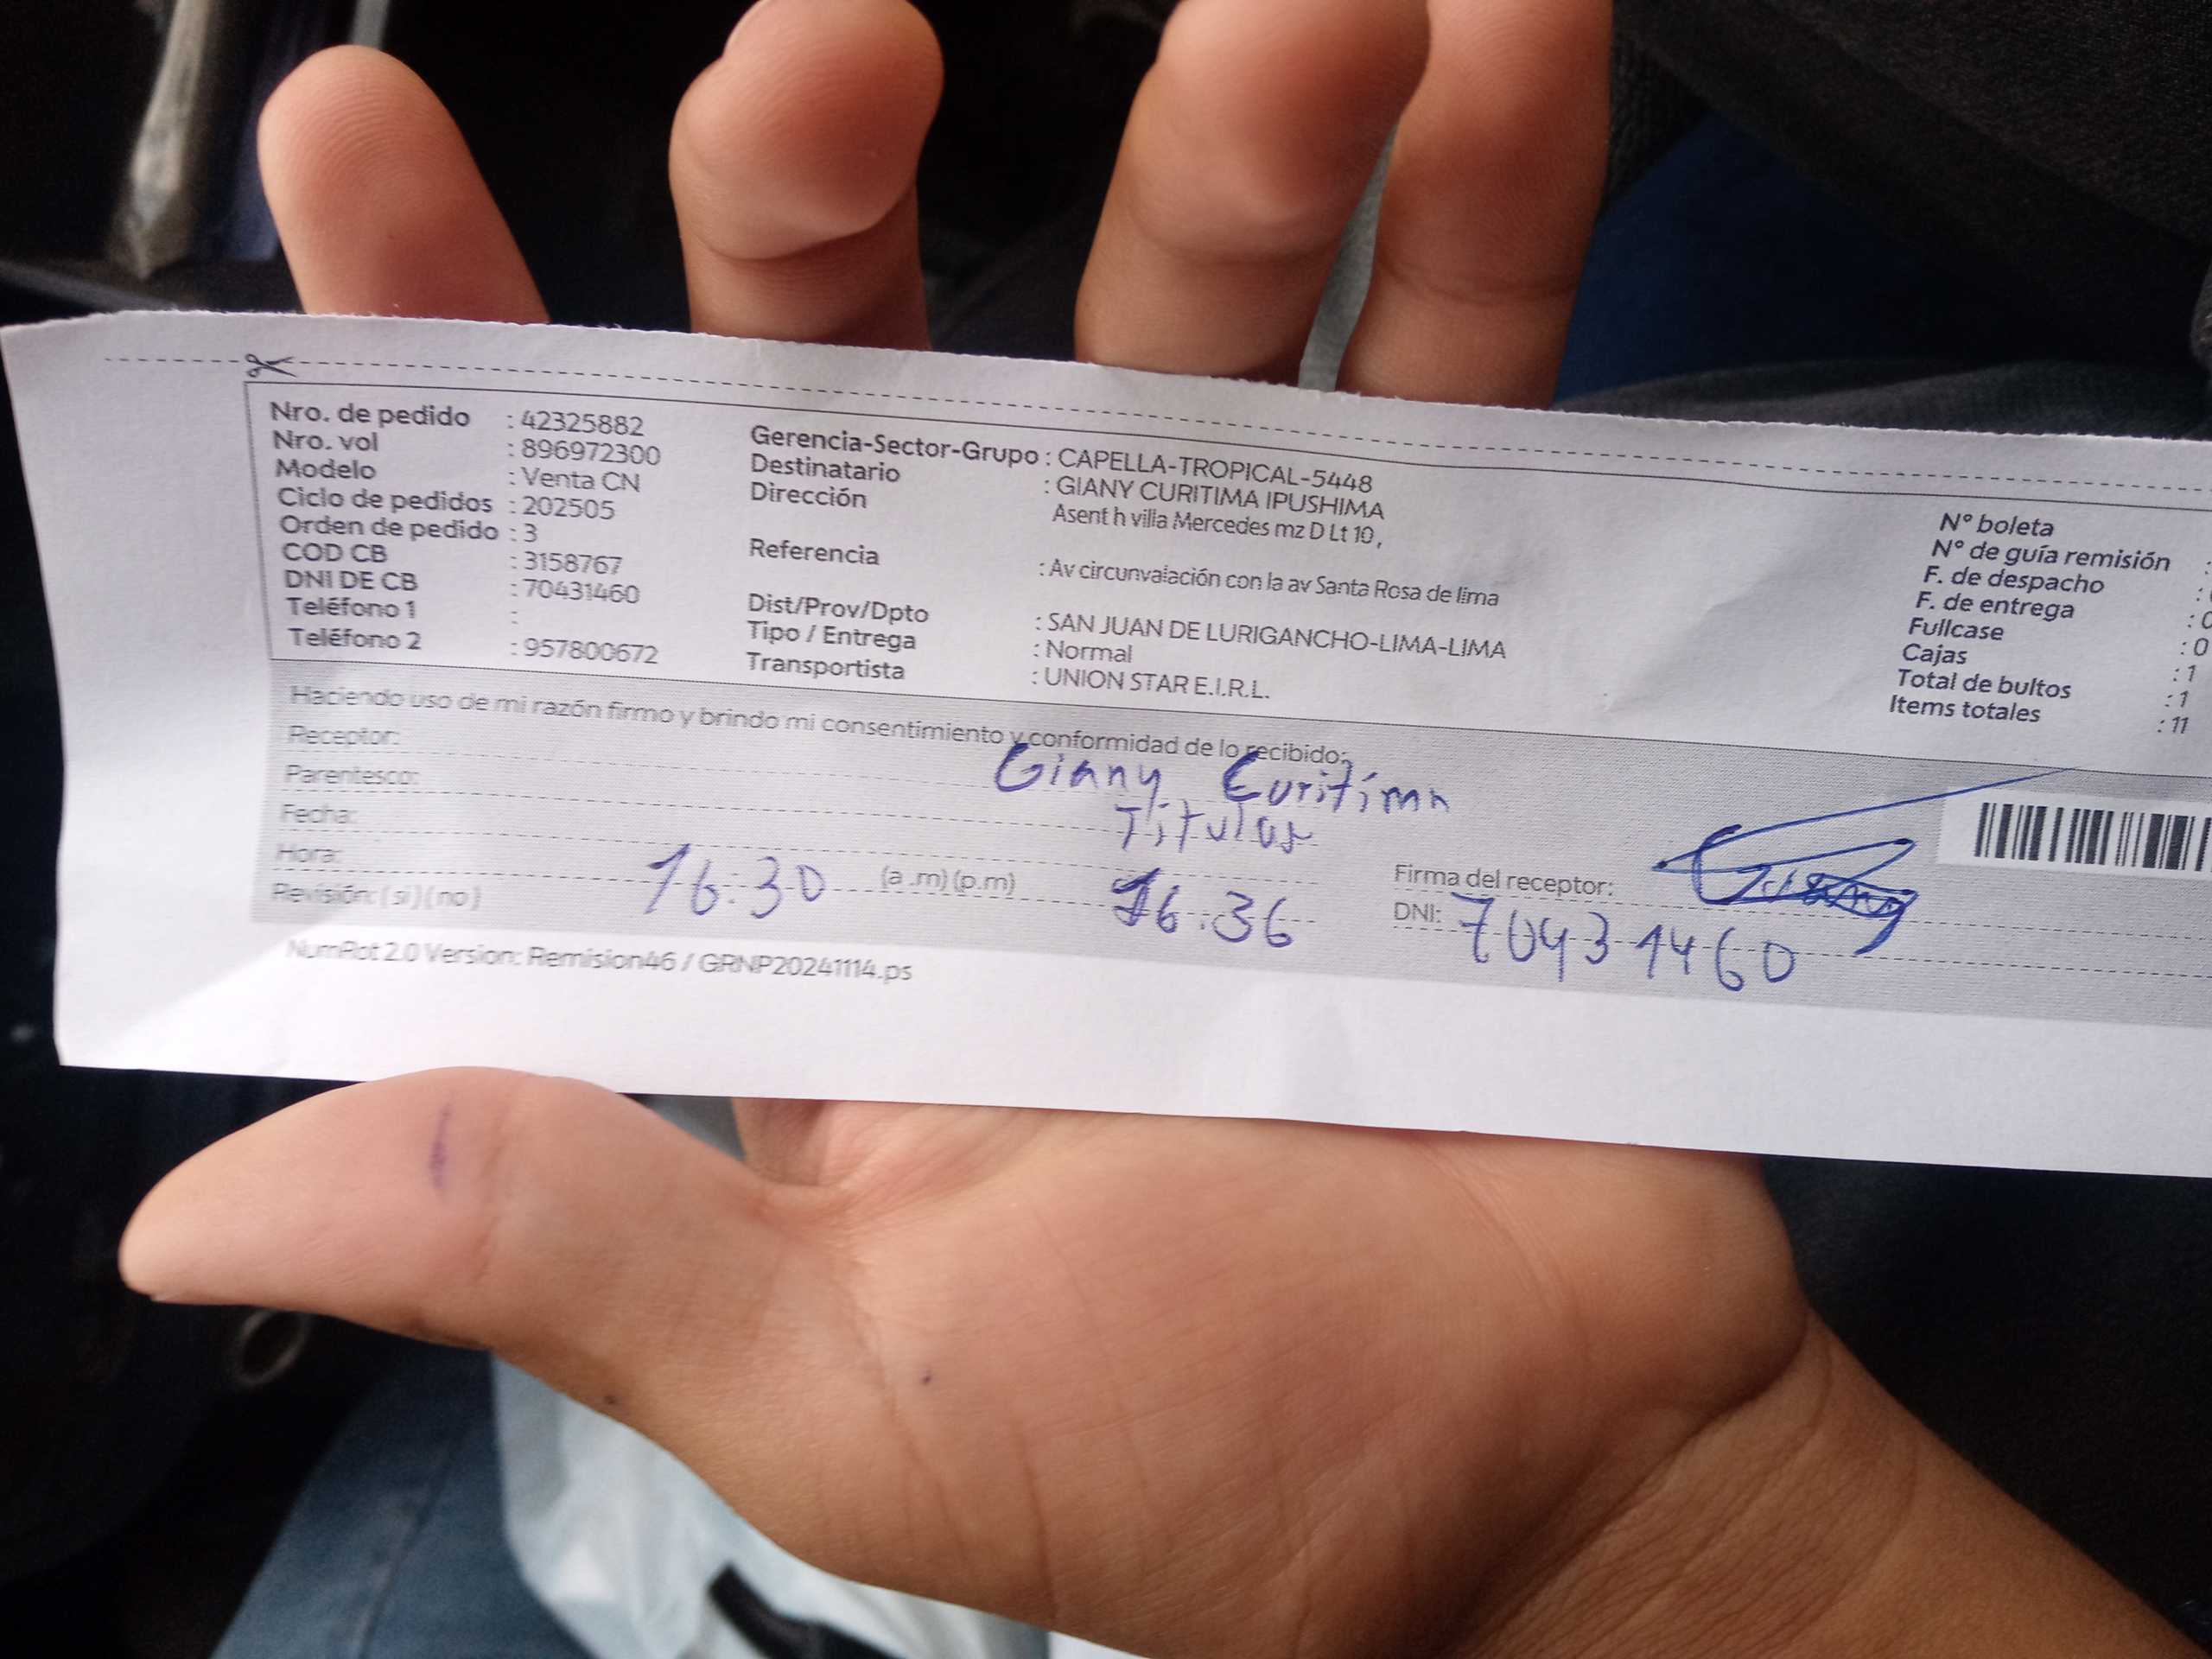 Nro. de pedido : 42325882
Nro. vol : 896972300
Modelo : Venta CN
Ciclo de pedidos : 202505
Orden de pedido : 3
COD CB : 3158767
DNI DE CB : 70431460
Teléfono 1 :
Teléfono 2 : 957800672
Gerencia-Sector-Grupo : CAPELLA-TROPICAL-5448
Destinatario : GIANY CURITIMA IPUSHIMA
Dirección Asent h villa Mercedes mz D Lt 10 ,
Referencia : Av circunvalación con la av Santa Rosa de lima
Dist/Prov/Dpto : SAN JUAN DE LURIGANCHO-LIMA-LIMA
Tipo / Entrega : Normal
Transportista : UNION STAR E.I.R.L.
N° boleta
N° de guía remisión :
F. de despacho :
F. de entrega :
Fullcase : 0
Cajas : 1
Total de bultos : 1
Items totales : 11
Haciendo uso de mi razón firmo y brindo mi consentimiento y conformidad de lo recibido:
Receptor: Giany Curitima
Parentesco: Titular
Fecha:
Hora: 16:30 (a .m) (p.m) 16:36
Revisión: ( si ) ( no )
Firma del receptor:
DNI: 70431460
NumRot 2.0 Version: Remision46 / GRNP20241114.ps